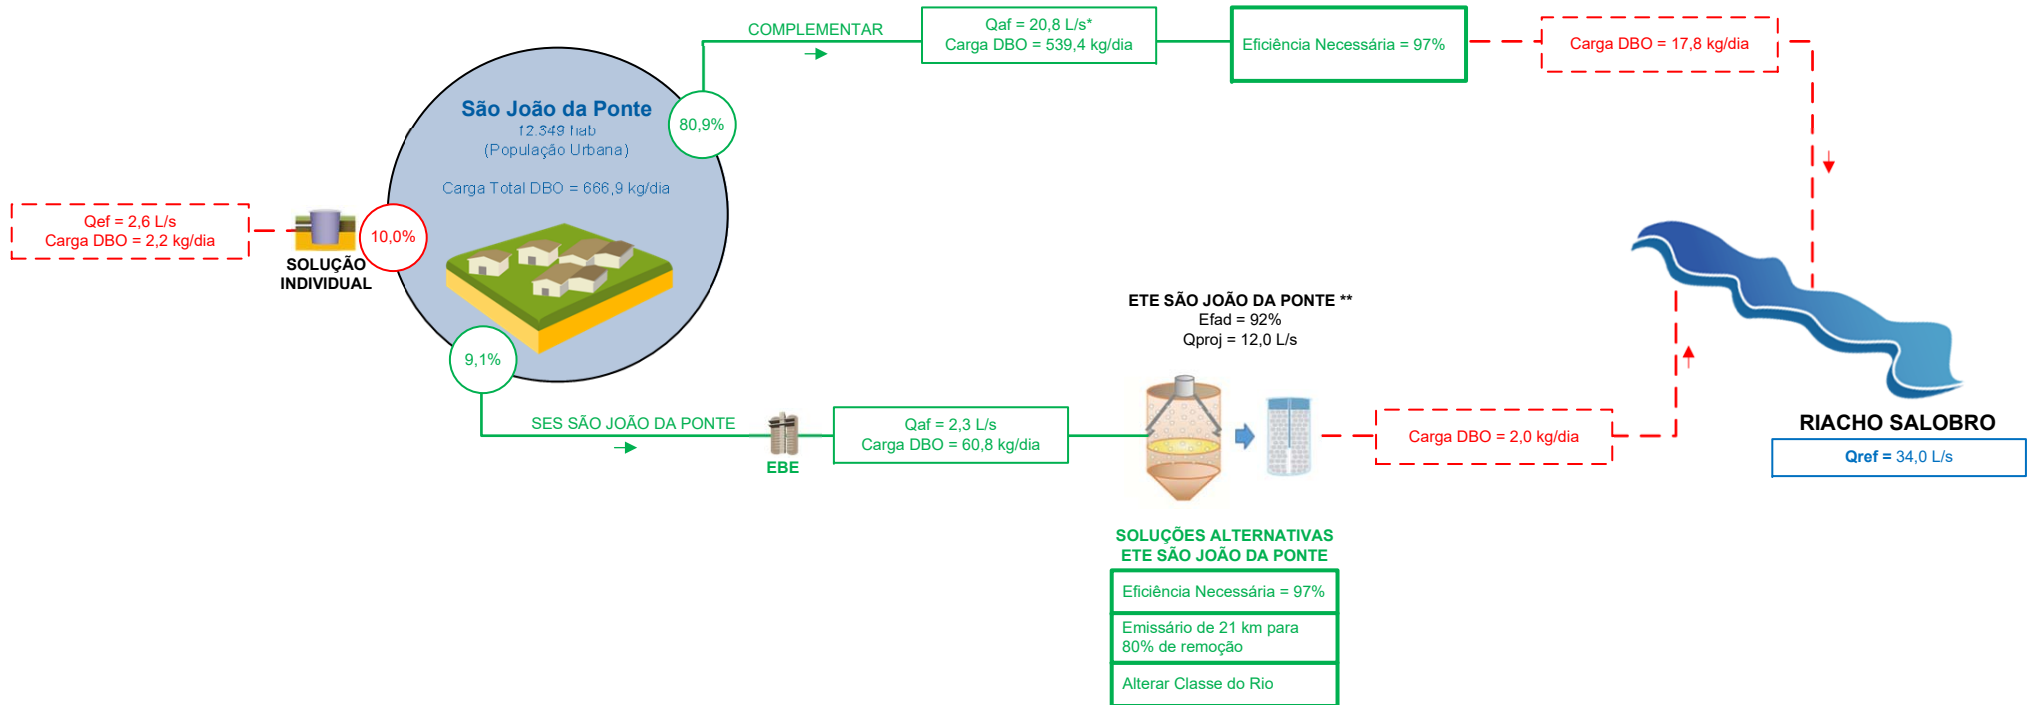 COMPLEMENTAR
Qaf = 20,8 L/s*
Carga DBO = 539,4 kg/dia
Eficiência Necessária = 97%
Carga DBO = 17,8 kg/dia
São João da Ponte
12.349 hab
(População Urbana)
Carga Total DBO = 666,9 kg/dia
80,9%
Qef = 2,6 L/s
Carga DBO = 2,2 kg/dia
10,0%
SOLUÇÃO
INDIVIDUAL
9,1%
SES SÃO JOÃO DA PONTE
EBE
Qaf = 2,3 L/s
Carga DBO = 60,8 kg/dia
ETE SÃO JOÃO DA PONTE **
Efad = 92%
Qproj = 12,0 L/s
Carga DBO = 2,0 kg/dia
RIACHO SALOBRO
Qref = 34,0 L/s
SOLUÇÕES ALTERNATIVAS
ETE SÃO JOÃO DA PONTE
Eficiência Necessária = 97%
Emissário de 21 km para
80% de remoção
Alterar Classe do Rio